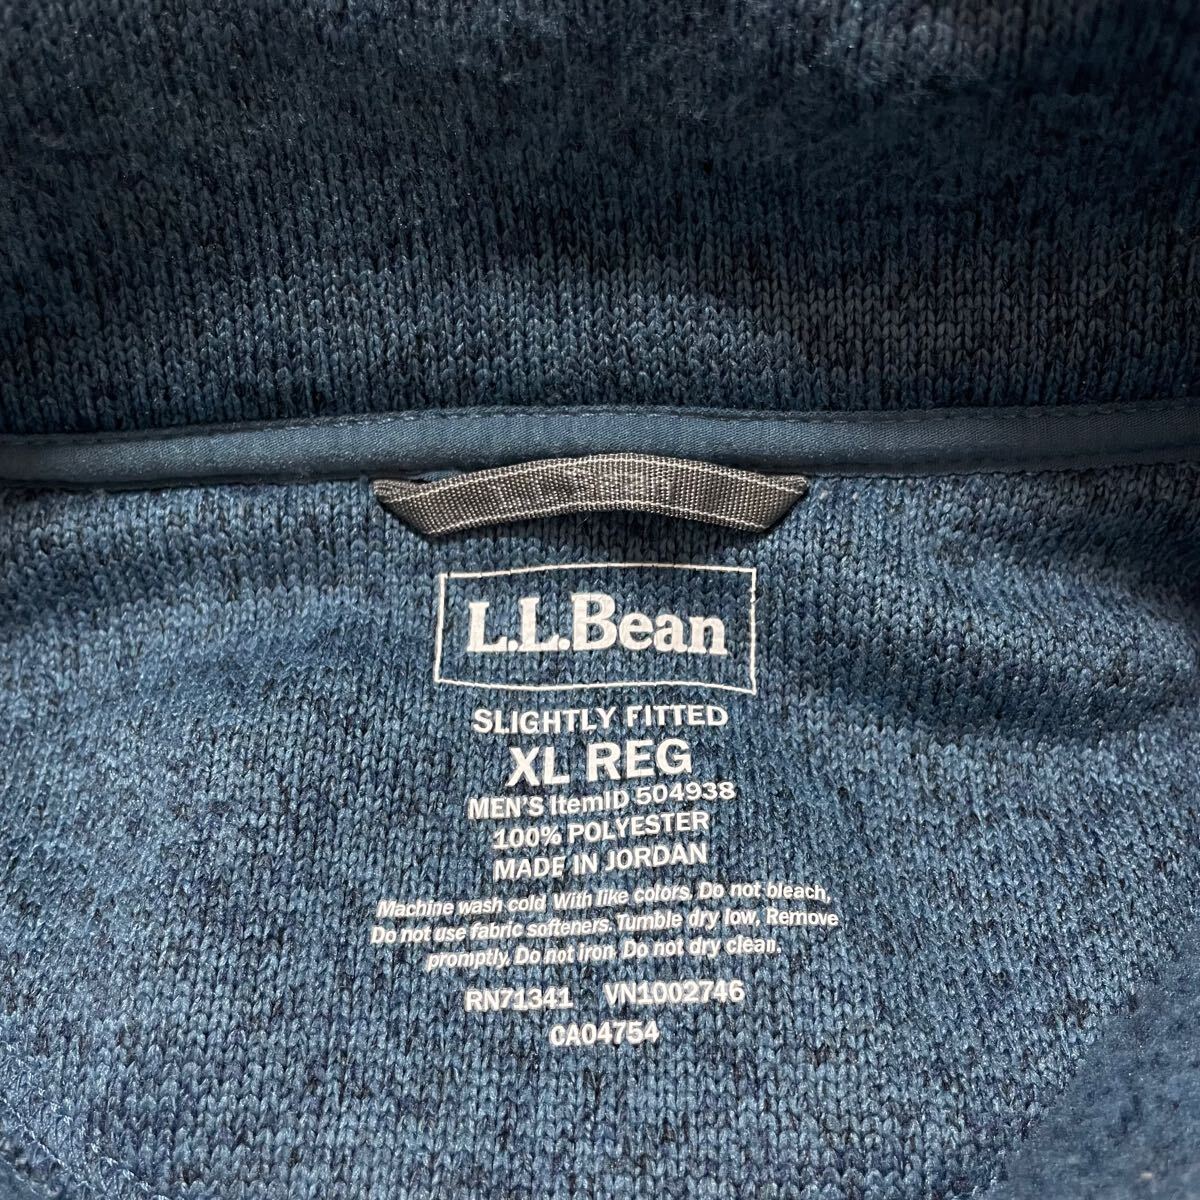 L.L.Bean
SLIGHTLY FITTED
XL REG
MEN'S ItemID 504938
100% POLYESTER
MADE IN JORDAN
Machine wash cold With like colors, Do not bleach,
Do not use fabric softeners. Tumble dry low, Remove
promptly, Do not iron Do not dry clean.
RN71341 VN1002746
CA04754